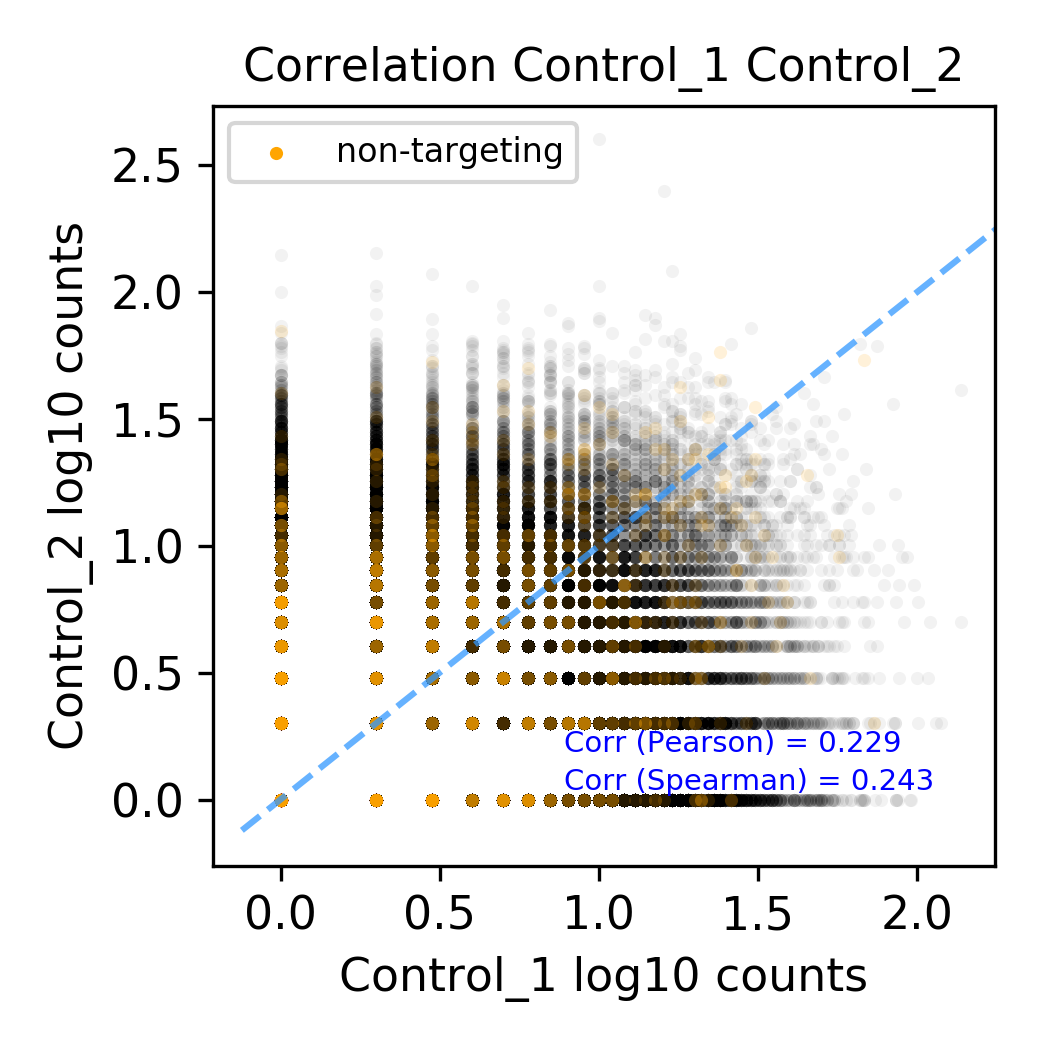 Correlation Control_1 Control_2
non-targeting
2.5
2.0
1.5
1.0
0.5
0.0
Control_2 log10 counts
Corr (Pearson) = 0.229
Corr (Spearman) = 0.243
0.0 0.5 1.0 1.5 2.0
Control_1 log10 counts